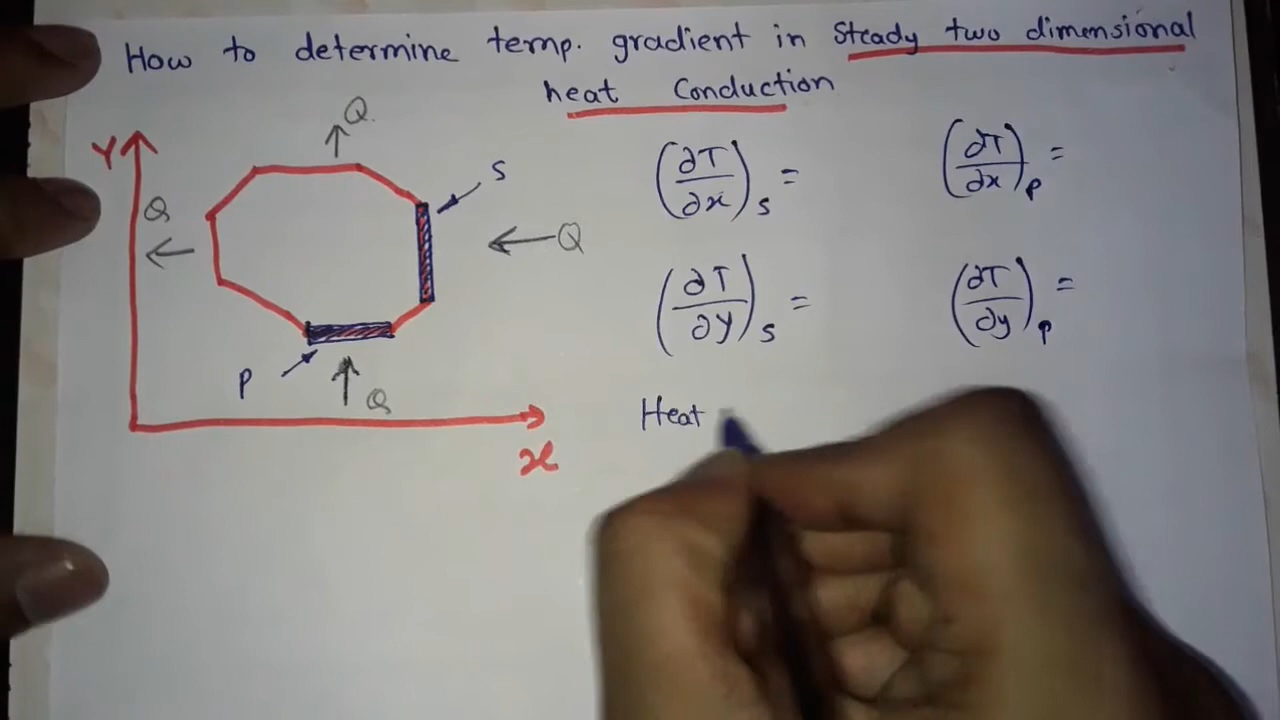 How to determine temp. gradient in Steady two dimensional
heat Conduction
Y
Q
Q
S
Q
P
Q
x
(∂T/∂x)s =
(∂T/∂x)p =
(∂T/∂y)s =
(∂T/∂y)p =
Heat